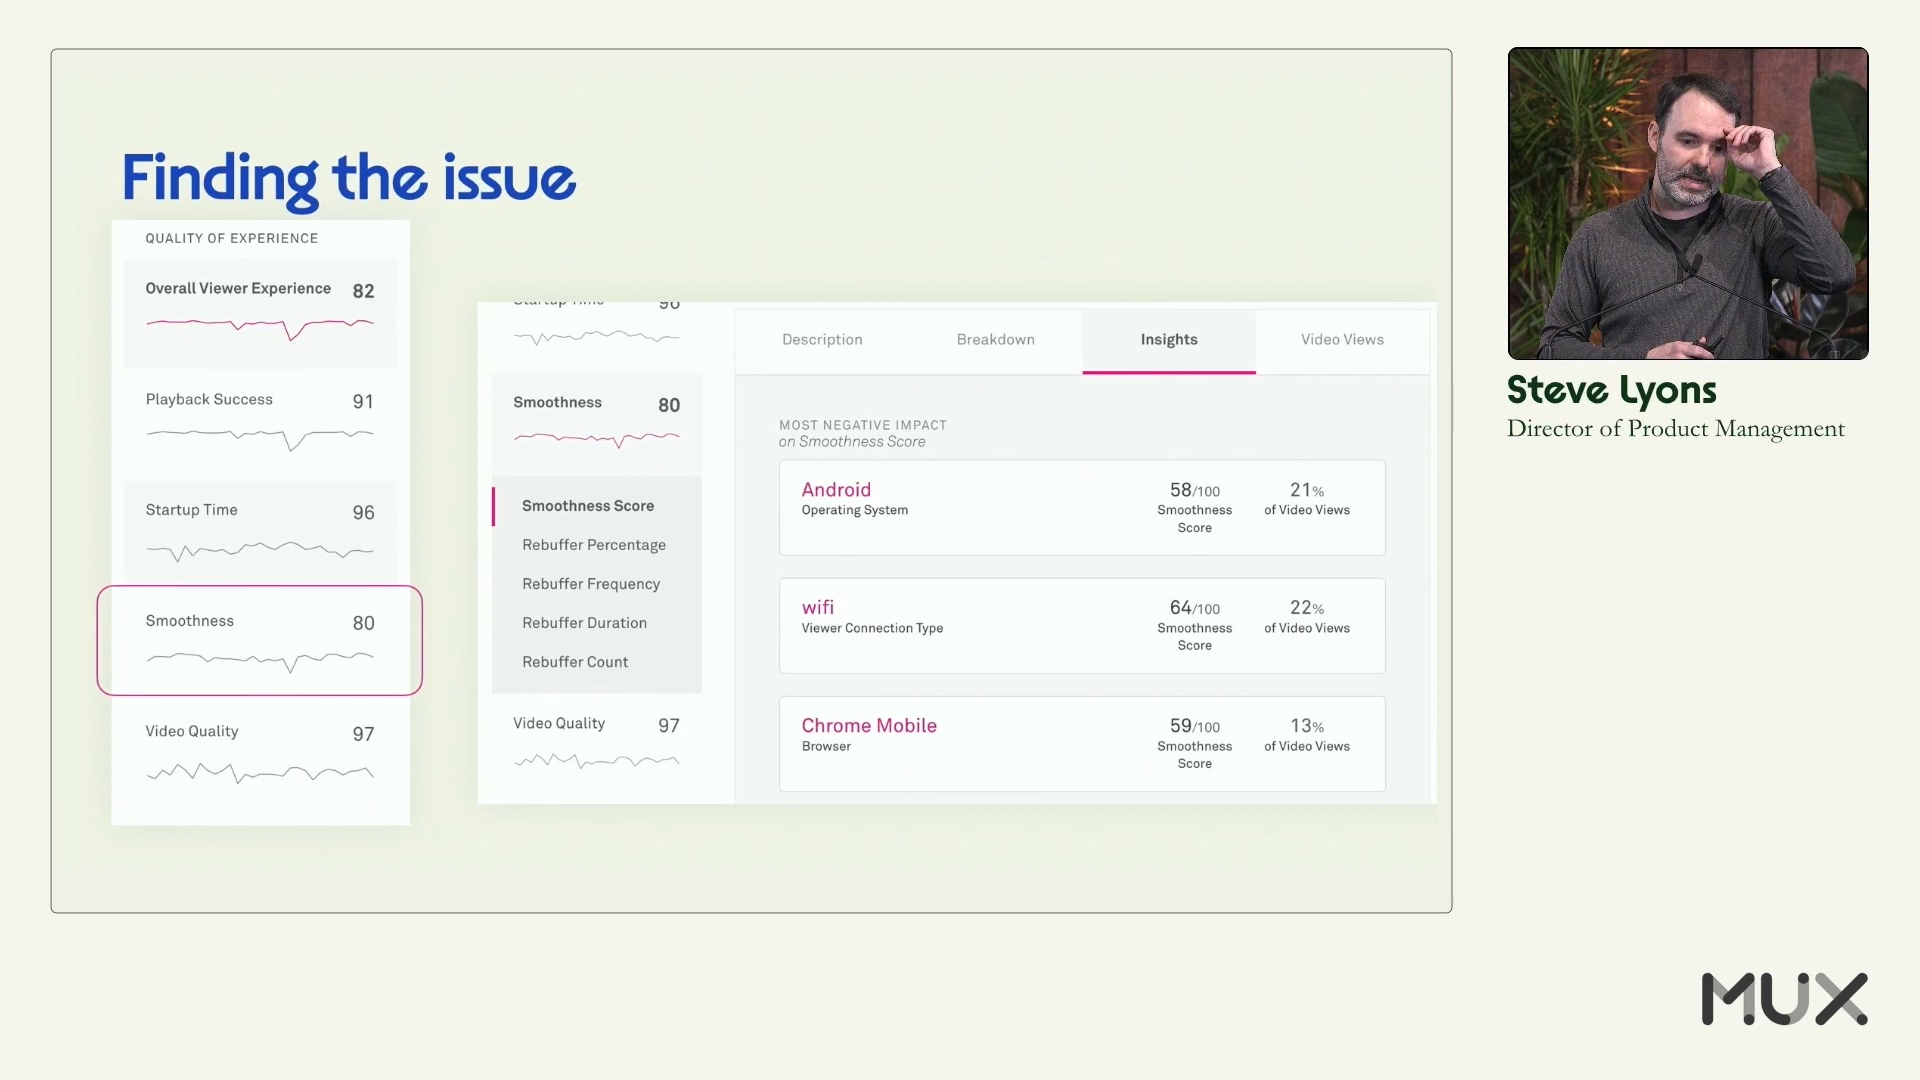 Finding the issue
QUALITY OF EXPERIENCE
Overall Viewer Experience 82
Playback Success 91
Startup Time 96
Smoothness 80
Video Quality 97
Startup Time 96
Smoothness 80
Smoothness Score
Rebuffer Percentage
Rebuffer Frequency
Rebuffer Duration
Rebuffer Count
Video Quality 97
Description Breakdown Insights Video Views
MOST NEGATIVE IMPACT
on Smoothness Score
Android 58/100 21%
Operating System Smoothness of Video Views
Score
wifi 64/100 22%
Viewer Connection Type Smoothness of Video Views
Score
Chrome Mobile 59/100 13%
Browser Smoothness of Video Views
Score
Steve Lyons
Director of Product Management
MUX